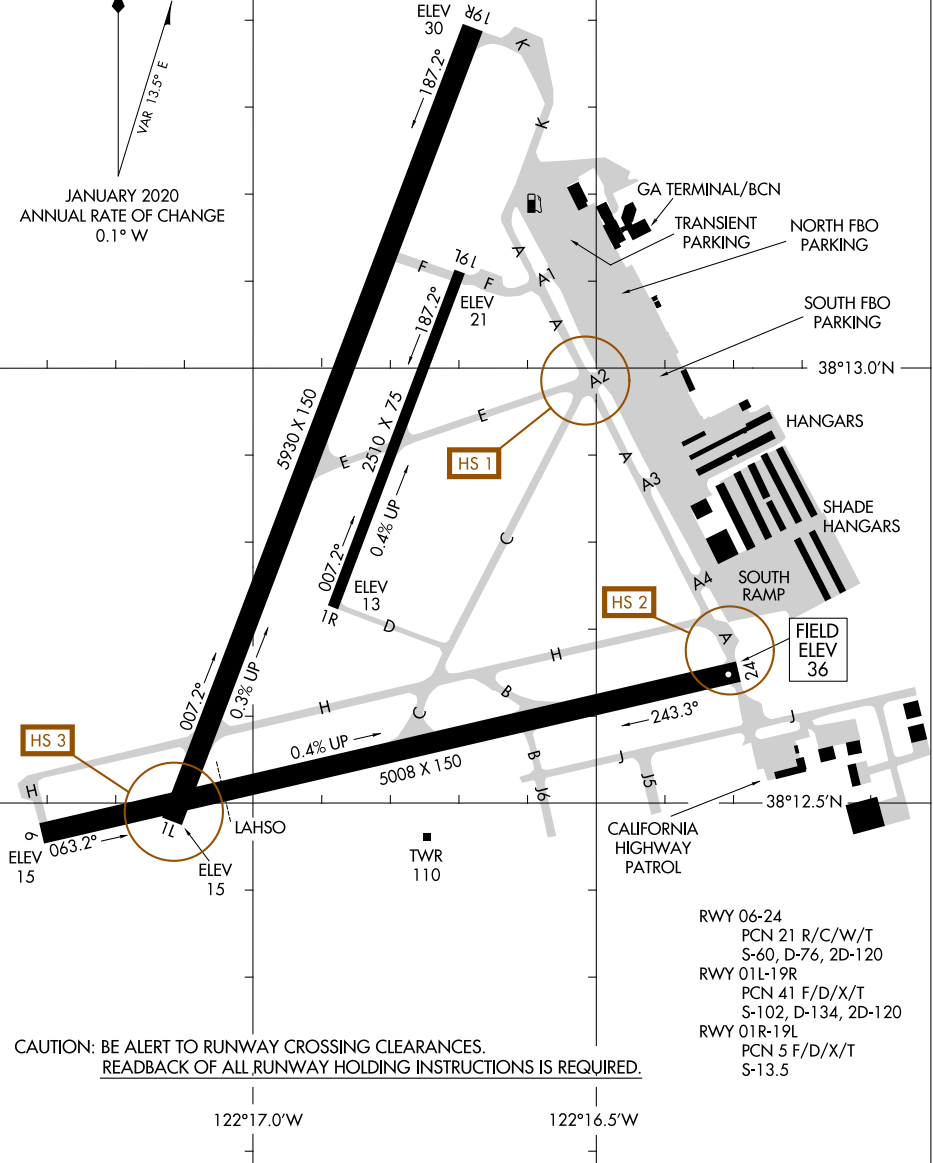 ELEV
30
19R
187.2°
K
K
VAR 13.5° E
JANUARY 2020
ANNUAL RATE OF CHANGE
0.1° W
GA TERMINAL/BCN
TRANSIENT
PARKING
NORTH FBO
PARKING
SOUTH FBO
PARKING
A
A1
A
F
F
19L
ELEV
21
187.2°
38°13.0'N
A2
HS 1
E
E
5930 X 150
2510 X 75
HANGARS
A
A3
SHADE
HANGARS
C
0.4% UP
007.2°
ELEV
13
1R
D
A4
SOUTH
RAMP
HS 2
A
FIELD
ELEV
36
24
H
H
B
C
243.3°
007.2°
0.3% UP
HS 3
0.4% UP
5008 X 150
B
J
J
J5
J6
H
6
ELEV
15
063.2°
1L
LAHSO
ELEV
15
TWR
110
38°12.5'N
CALIFORNIA
HIGHWAY
PATROL
RWY 06-24
PCN 21 R/C/W/T
S-60, D-76, 2D-120
RWY 01L-19R
PCN 41 F/D/X/T
S-102, D-134, 2D-120
RWY 01R-19L
PCN 5 F/D/X/T
S-13.5
CAUTION: BE ALERT TO RUNWAY CROSSING CLEARANCES.
READBACK OF ALL RUNWAY HOLDING INSTRUCTIONS IS REQUIRED.
122°17.0'W
122°16.5'W